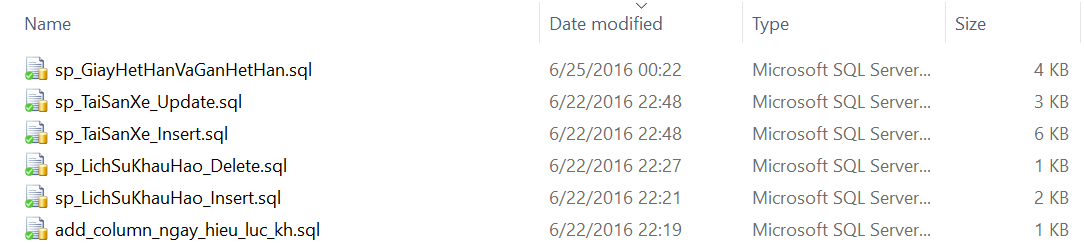 Name Date modified Type Size
sp_GiayHetHanVaGanHetHan.sql 6/25/2016 00:22 Microsoft SQL Server... 4 KB
sp_TaiSanXe_Update.sql 6/22/2016 22:48 Microsoft SQL Server... 3 KB
sp_TaiSanXe_Insert.sql 6/22/2016 22:48 Microsoft SQL Server... 6 KB
sp_LichSuKhauHao_Delete.sql 6/22/2016 22:27 Microsoft SQL Server... 1 KB
sp_LichSuKhauHao_Insert.sql 6/22/2016 22:21 Microsoft SQL Server... 2 KB
add_column_ngay_hieu_luc_kh.sql 6/22/2016 22:19 Microsoft SQL Server... 1 KB